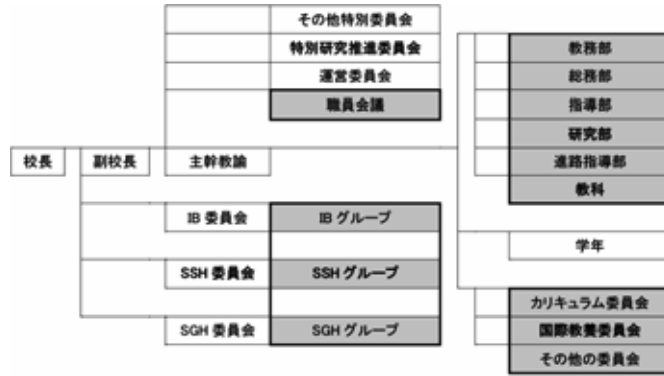 その他特別委員会
特別研究推進委員会
運営委員会
職員会議
校長
副校長
主幹教諭
IB 委員会
IB グループ
SSH 委員会
SSH グループ
SGH 委員会
SGH グループ
教務部
総務部
指導部
研究部
進路指導部
教科
学年
カリキュラム委員会
国際教養委員会
その他の委員会